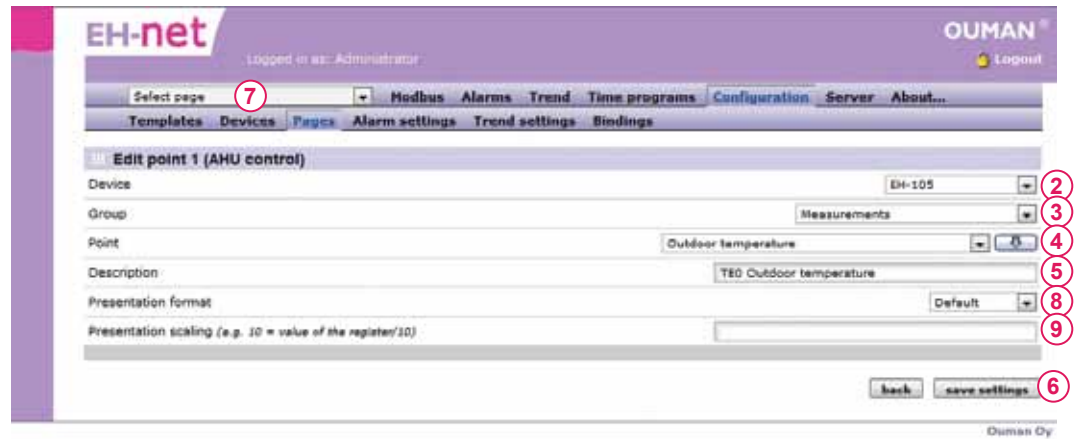 EH-net
OUMAN
Logged in as: Administrator
Logout
Select page 7 Modbus Alarms Trend Time programs Configuration Server About...
Templates Devices Pages Alarm settings Trend settings Bindings
Edit point 1 (AHU control)
Device EH-105 2
Group Measurements 3
Point Outdoor temperature 4
Description TE0 Outdoor temperature 5
Presentation format Default 8
Presentation scaling (e.g. 10 = value of the register/10) 9
back save settings 6
Ouman Oy